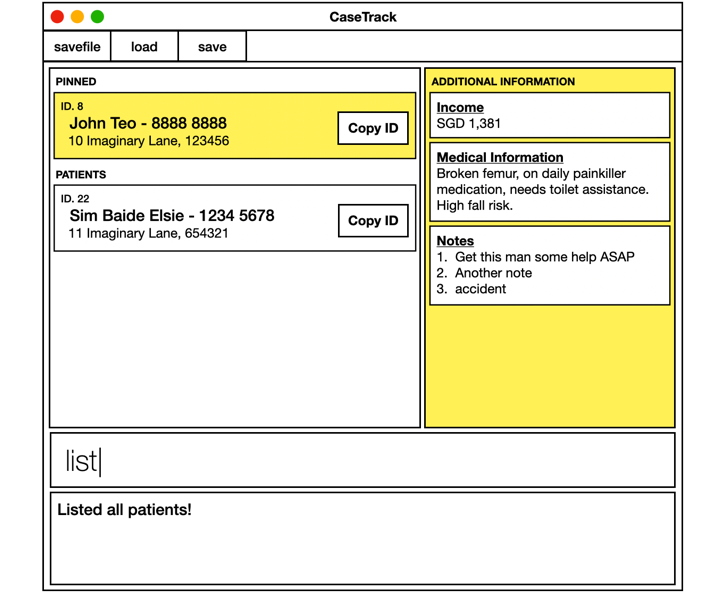 CaseTrack
savefile
load
save
PINNED
ID. 8
John Teo - 8888 8888
10 Imaginary Lane, 123456
Copy ID
PATIENTS
ID. 22
Sim Baide Elsie - 1234 5678
11 Imaginary Lane, 654321
Copy ID
ADDITIONAL INFORMATION
Income
SGD 1,381
Medical Information
Broken femur, on daily painkiller
medication, needs toilet assistance.
High fall risk.
Notes
1. Get this man some help ASAP
2. Another note
3. accident
list
Listed all patients!